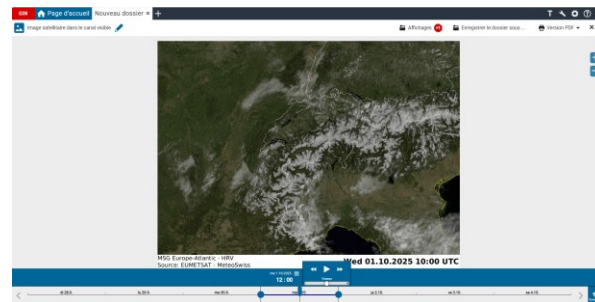 Page d'accueil Nouveau dossier × +
Image satellitaire dans le canal visible
Affichages
Enregistrer le dossier sous ...
Version PDF
MSG Europe-Atlantic - HRV
Source: EUMETSAT - MeteoSwiss
Wed 01.10.2025 10:00 UTC
12:00